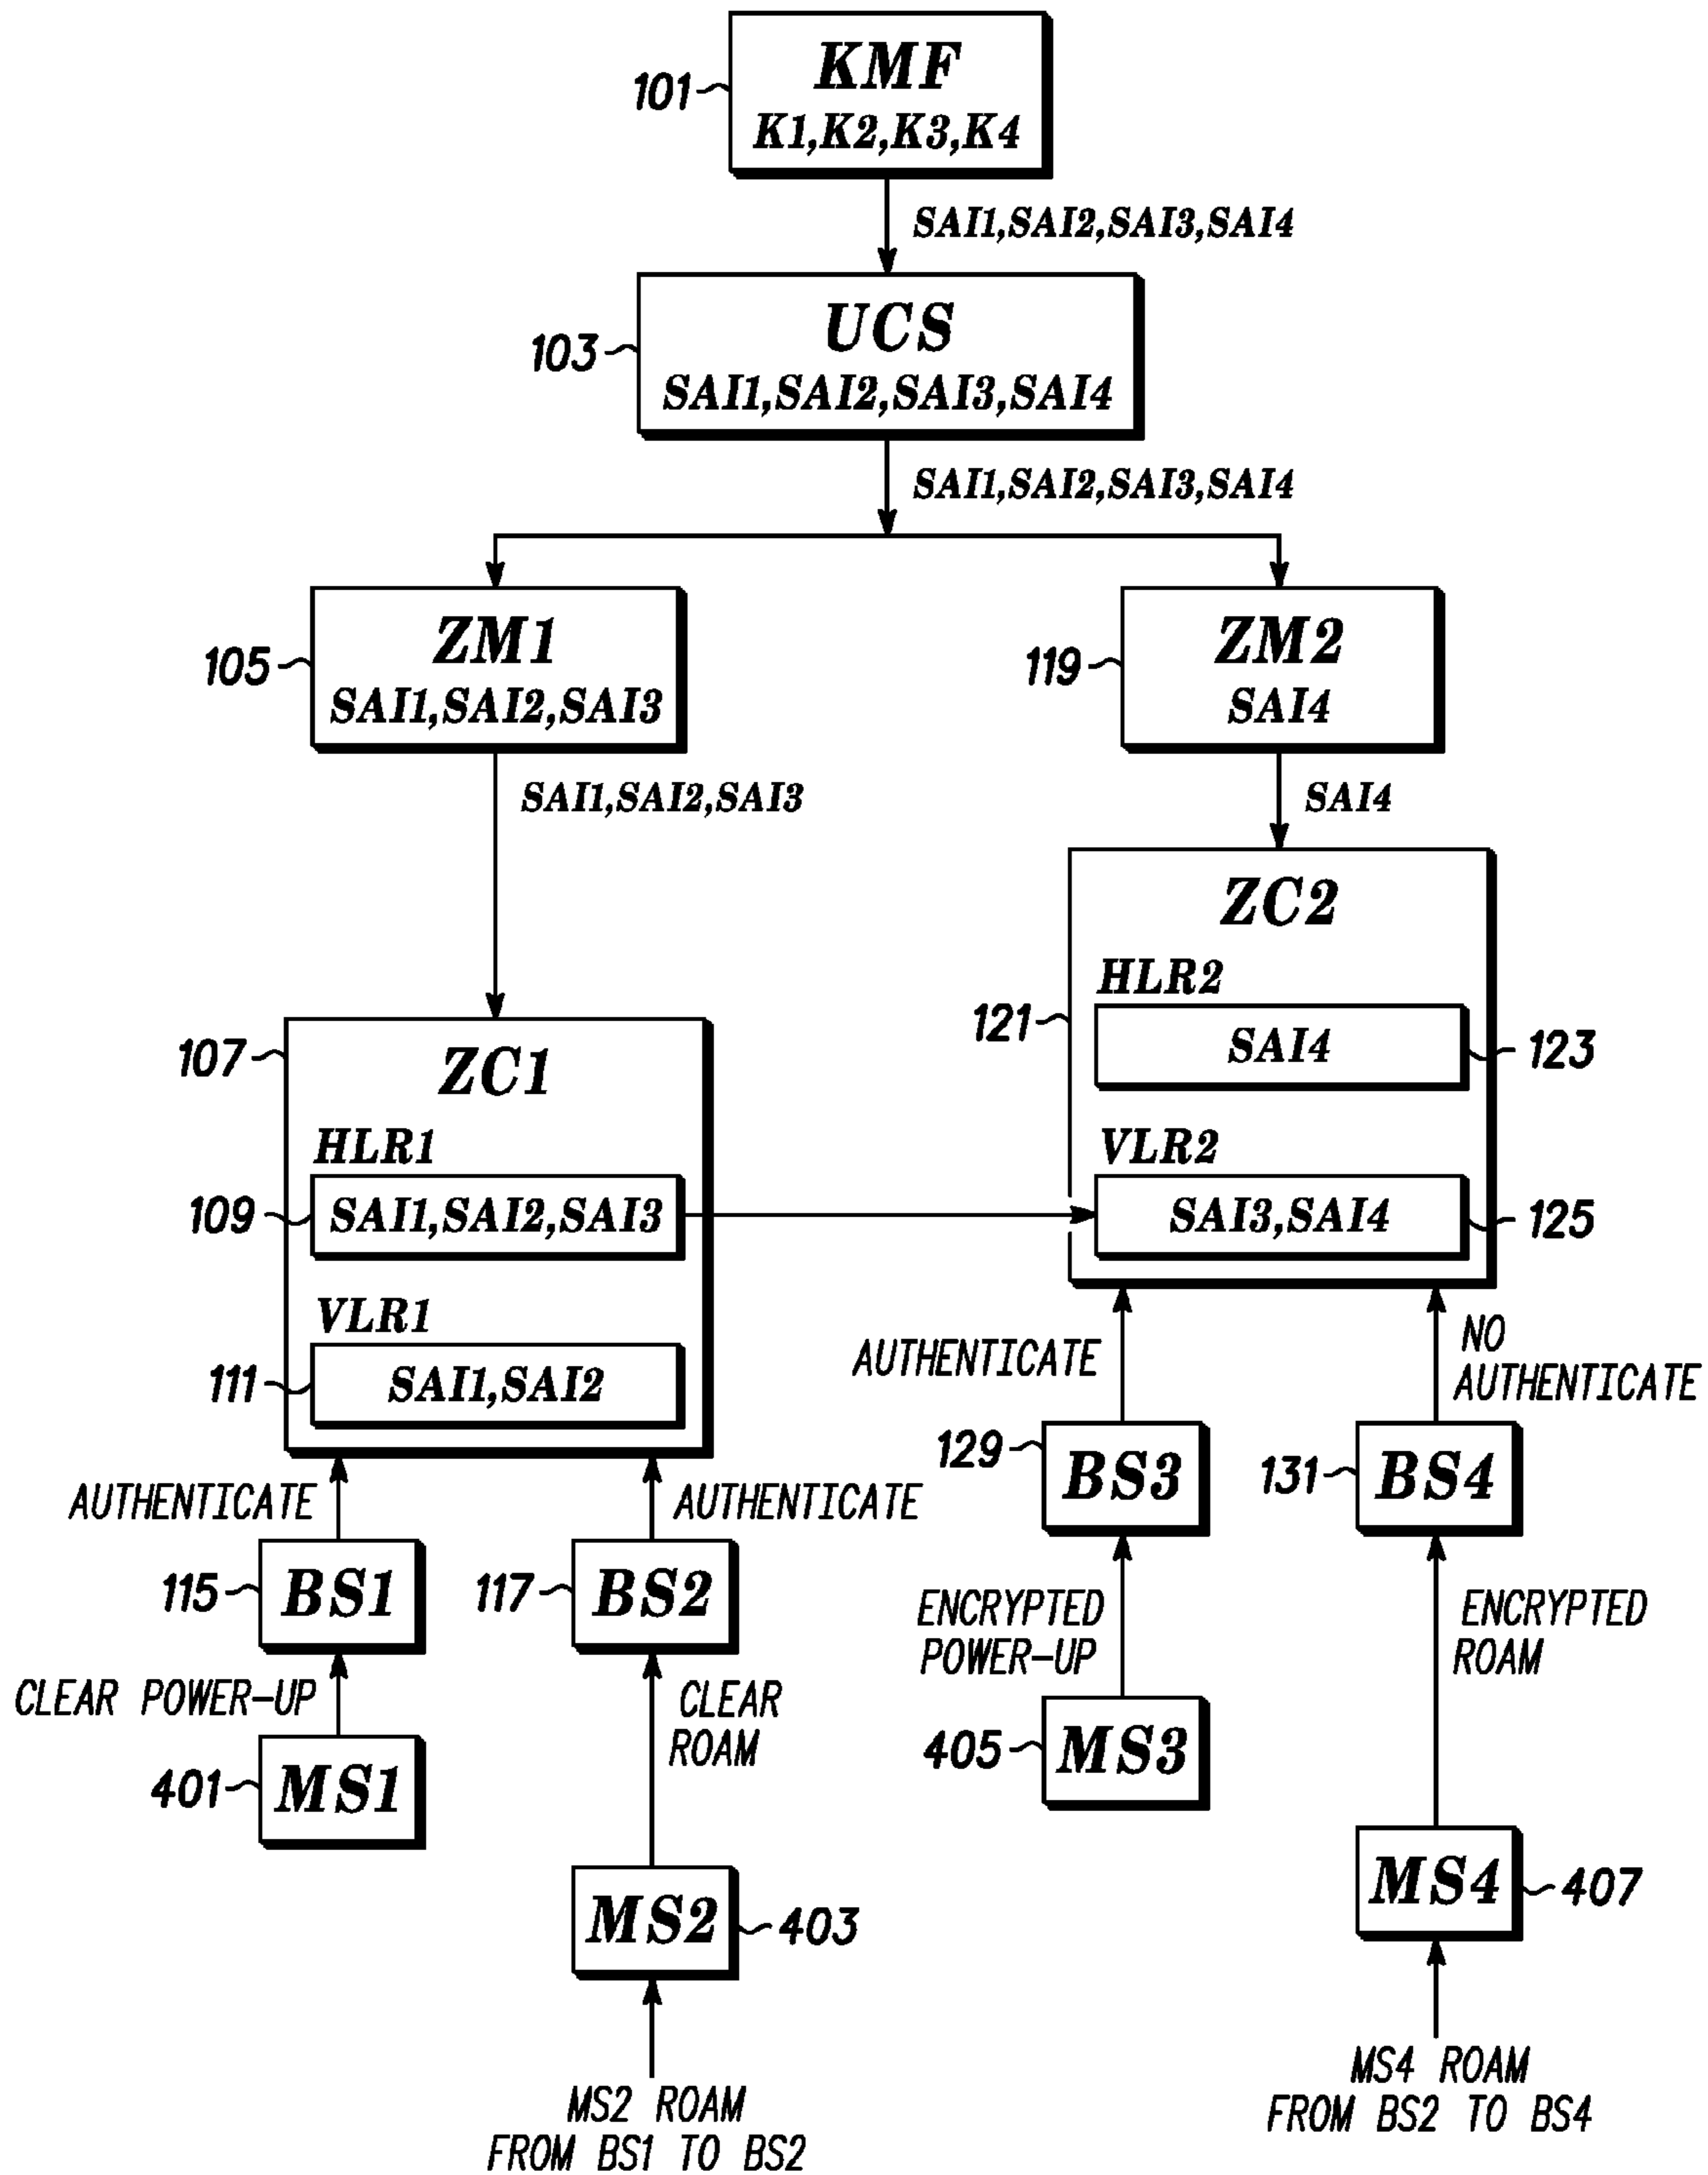 KMF
101
K1,K2,K3,K4
SAI1,SAI2,SAI3,SAI4
UCS
103
SAI1,SAI2,SAI3,SAI4
SAI1,SAI2,SAI3,SAI4
ZM1
105
SAI1,SAI2,SAI3
ZM2
119
SAI4
SAI1,SAI2,SAI3
SAI4
ZC2
HLR2
121
SAI4
123
VLR2
SAI3,SAI4
125
107
ZC1
HLR1
109
SAI1,SAI2,SAI3
VLR1
111
SAI1,SAI2
AUTHENTICATE
NO
AUTHENTICATE
129
BS3
131
BS4
AUTHENTICATE
AUTHENTICATE
115
BS1
117
BS2
ENCRYPTED
POWER-UP
ENCRYPTED
ROAM
CLEAR POWER-UP
CLEAR
ROAM
405
MS3
401
MS1
MS4
407
MS2
403
MS4 ROAM
FROM BS2 TO BS4
MS2 ROAM
FROM BS1 TO BS2